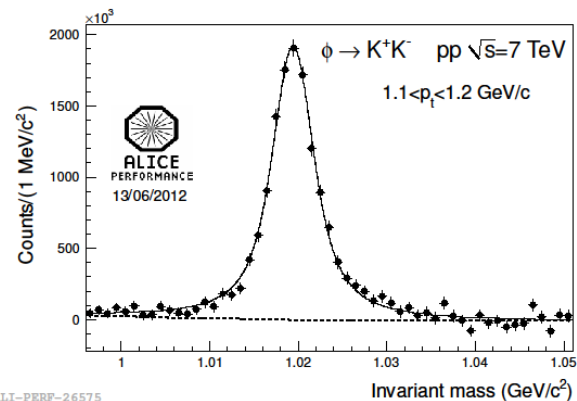 ×10³
2000
1500
1000
500
0
Counts/(1 MeV/c²)
ϕ → K⁺K⁻ pp √s=7 TeV
1.1<pₜ<1.2 GeV/c
ALICE
PERFORMANCE
13/06/2012
1 1.01 1.02 1.03 1.04 1.05
Invariant mass (GeV/c²)
LI-PERF-26575